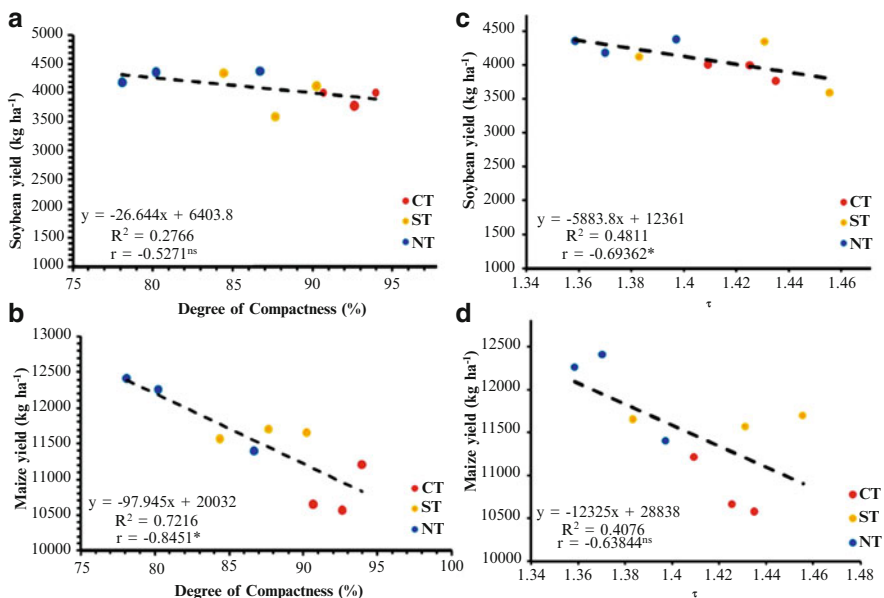 a
Soybean yield (kg ha⁻¹)
5000
4500
4000
3500
3000
2500
2000
1500
1000
y = -26.644x + 6403.8
R² = 0.2766
r = -0.5271ⁿˢ
CT
ST
NT
75 80 85 90 95
Degree of Compactness (%)
c
Soybean yield (kg ha⁻¹)
5000
4500
4000
3500
3000
2500
2000
1500
1000
y = -5883.8x + 12361
R² = 0.4811
r = -0.69362*
CT
ST
NT
1.34 1.36 1.38 1.4 1.42 1.44 1.46
τ
b
Maize yield (kg ha⁻¹)
13000
12500
12000
11500
11000
10500
10000
y = -97.945x + 20032
R² = 0.7216
r = -0.8451*
CT
ST
NT
75 80 85 90 95 100
Degree of Compactness (%)
d
Maize yield (kg ha⁻¹)
12500
12000
11500
11000
10500
10000
y = -12325x + 28838
R² = 0.4076
r = -0.63844ⁿˢ
CT
ST
NT
1.34 1.36 1.38 1.4 1.42 1.44 1.46 1.48
τ